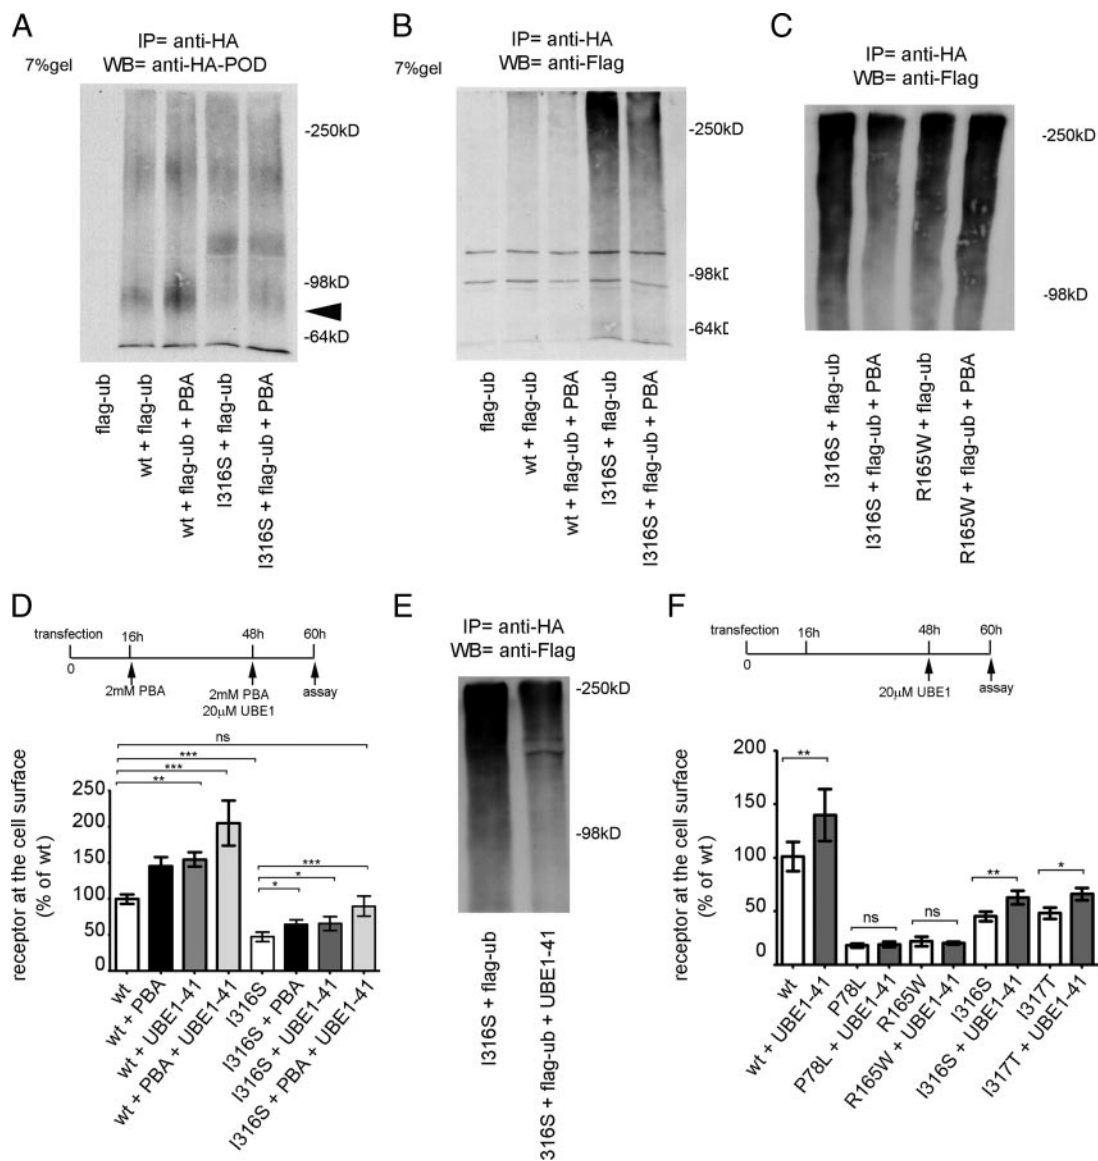 A
IP= anti-HA
WB= anti-HA-POD
7%gel
-250kD
-98kD
-64kD
flag-ub
wt + flag-ub
wt + flag-ub + PBA
I316S + flag-ub
I316S + flag-ub + PBA
B
IP= anti-HA
WB= anti-Flag
7%gel
-250kD
-98kD
-64kD
flag-ub
wt + flag-ub
wt + flag-ub + PBA
I316S + flag-ub
I316S + flag-ub + PBA
C
IP= anti-HA
WB= anti-Flag
-250kD
-98kD
I316S + flag-ub
I316S + flag-ub + PBA
R165W + flag-ub
R165W + flag-ub + PBA
D
transfection
16h
48h
60h
0
2mM PBA
2mM PBA
20µM UBE1
assay
ns
***
***
**
***
*
*
receptor at the cell surface
(% of wt)
250
200
150
100
50
0
wt
wt + PBA
wt + UBE1-41
wt + PBA + UBE1-41
I316S
I316S + PBA
I316S + UBE1-41
I316S + PBA + UBE1-41
E
IP= anti-HA
WB= anti-Flag
-250kD
-98kD
I316S + flag-ub
316S + flag-ub + UBE1-41
F
transfection
16h
48h
60h
0
20µM UBE1
assay
**
ns
ns
**
*
receptor at the cell surface
(% of wt)
200
150
100
50
0
wt
wt + UBE1-41
P78L
P78L + UBE1-41
R165W
R165W + UBE1-41
I316S
I316S + UBE1-41
I317T
I317T + UBE1-41